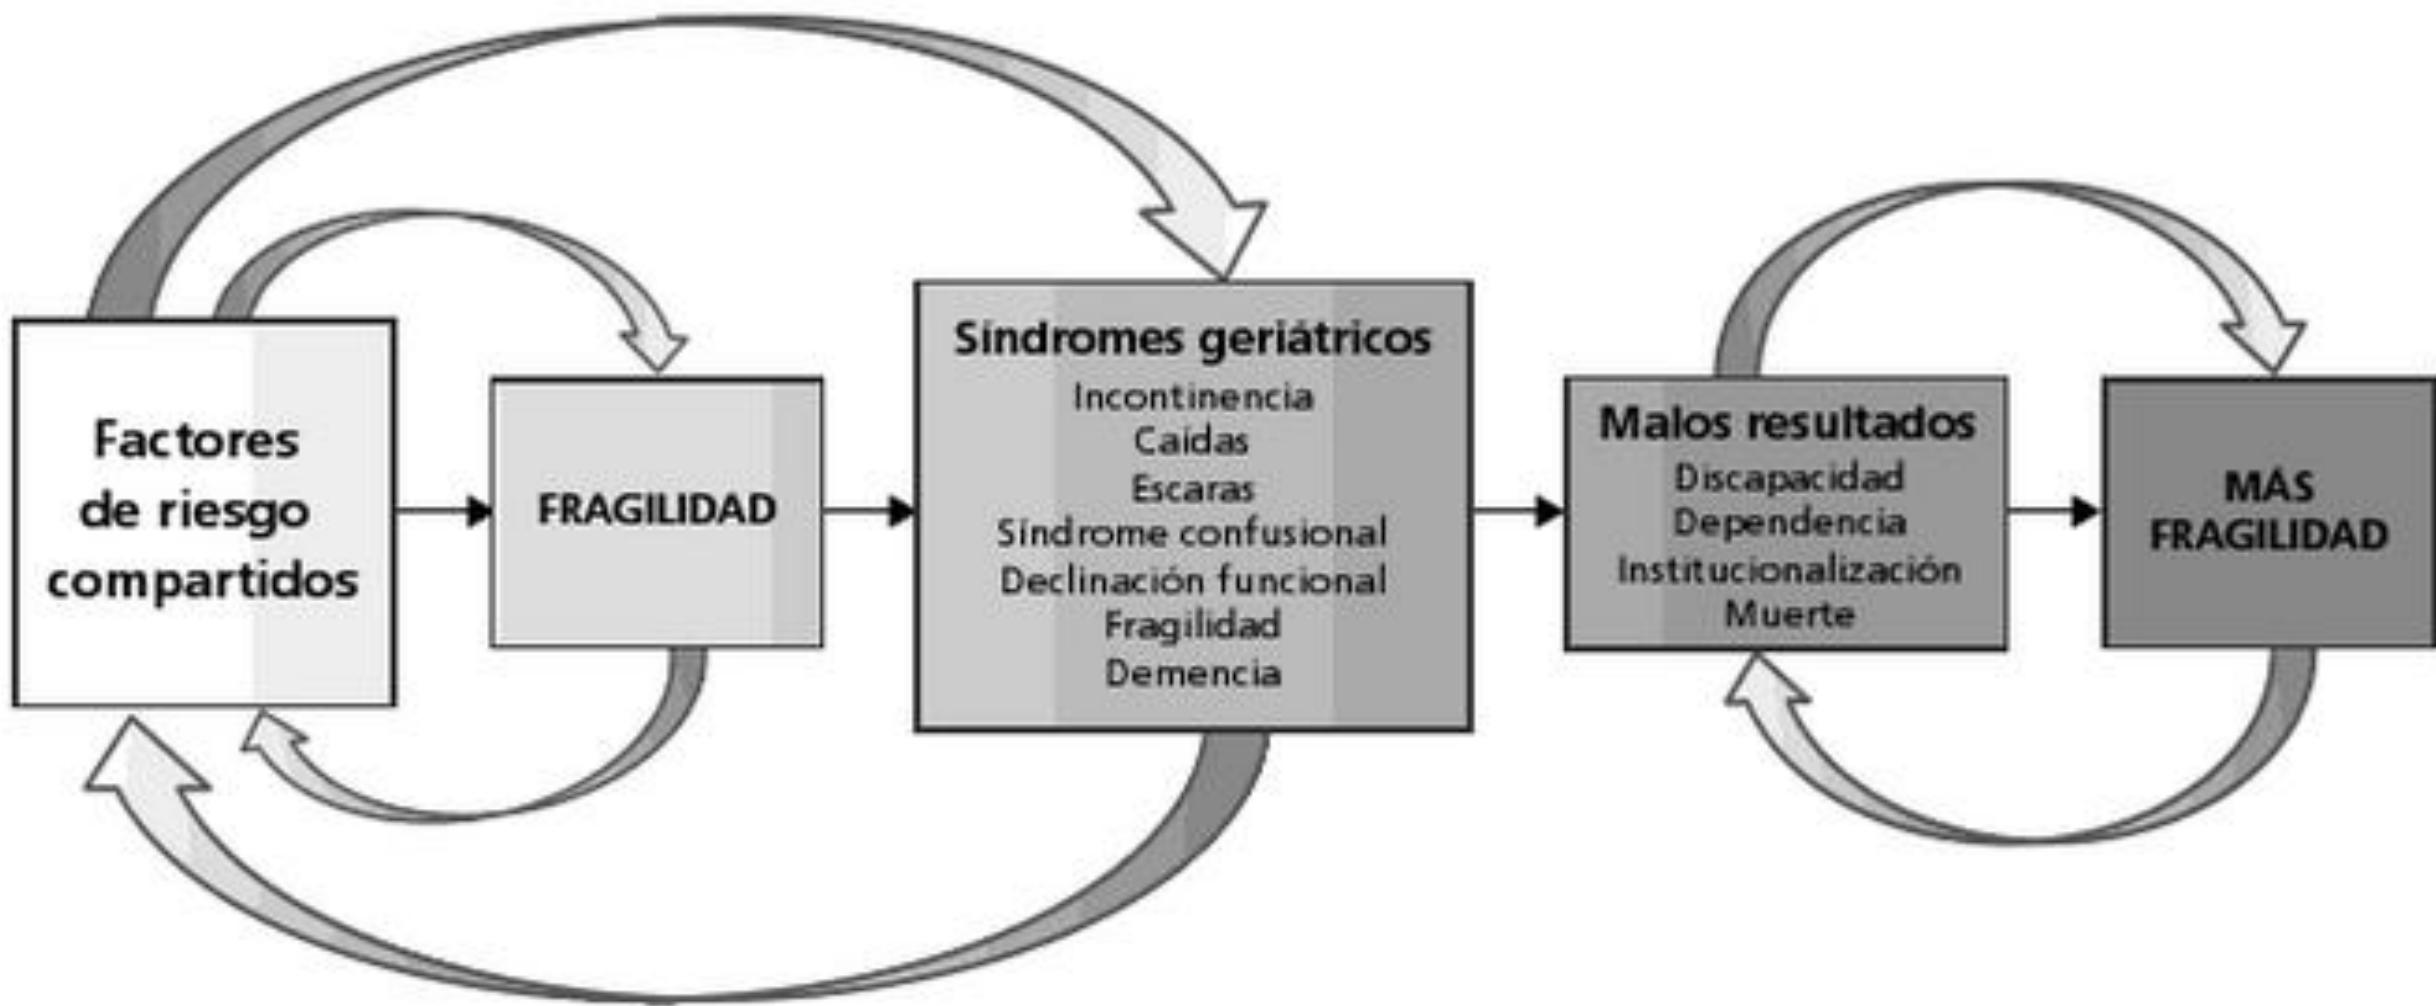 Factores
de riesgo
compartidos
FRAGILIDAD
Síndromes geriátricos
Incontinencia
Caídas
Escaras
Síndrome confusional
Declinación funcional
Fragilidad
Demencia
Malos resultados
Discapacidad
Dependencia
Institucionalización
Muerte
MÁS
FRAGILIDAD